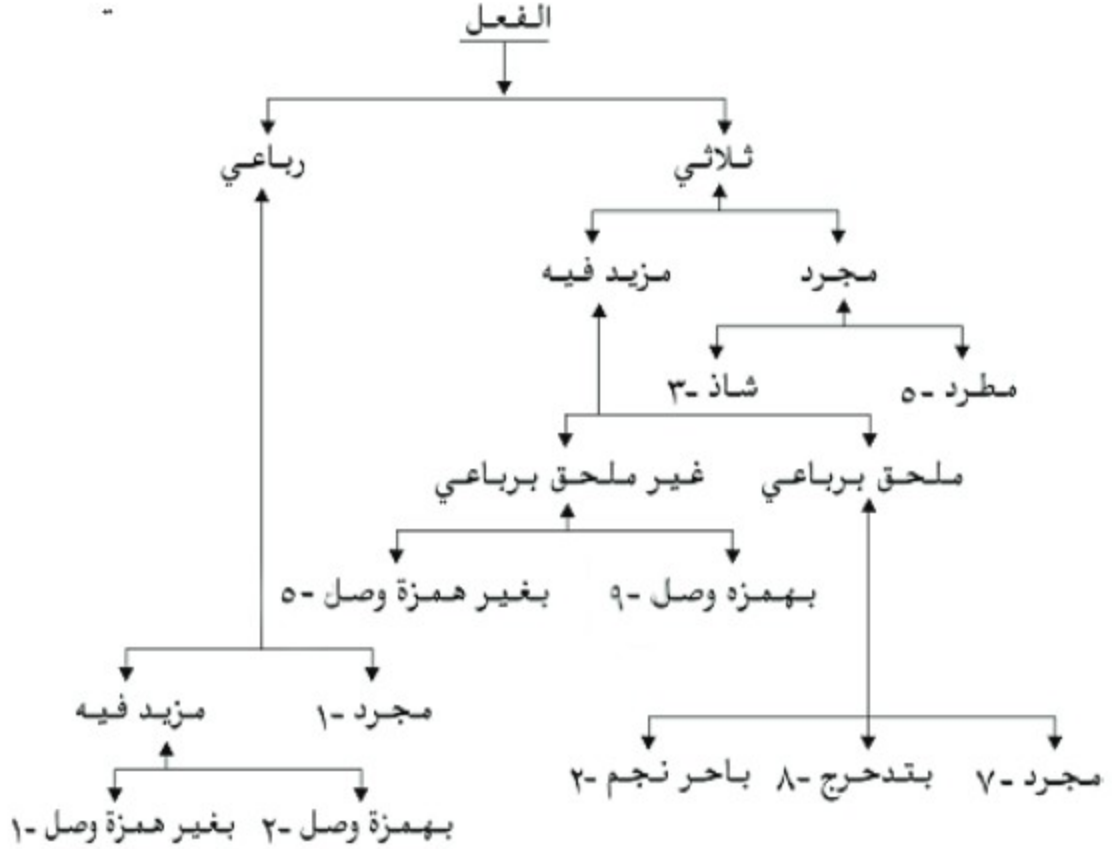 الفعل
ثلاثي
رباعي
مجرد
مزيد فيه
مطرد -٥
شاذ -٣
ملحق برباعي
غير ملحق برباعي
بهمزه وصل -٩
بغير همزة وصل -٥
مجرد -١
مزيد فيه
مجرد -٧
بتدحرج -٨
باحر نجم -٢
بهمزة وصل -٢
بغير همزة وصل -١